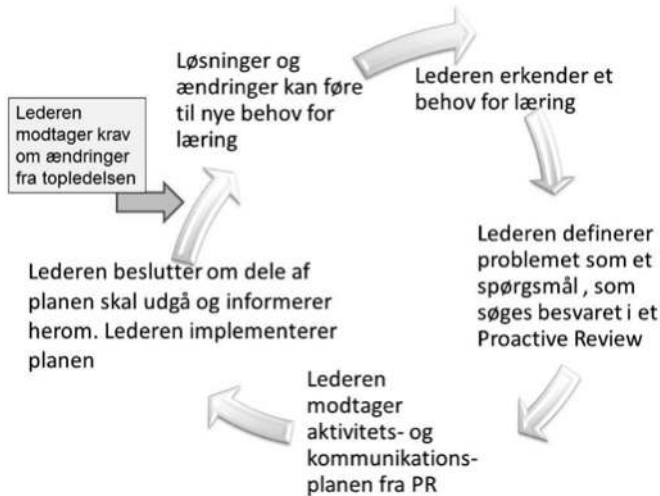 Løsninger og
ændringer kan føre
til nye behov for
læring
Lederen erkender et
behov for læring
Lederen
modtager krav
om ændringer
fra topledelsen
Lederen definerer
problemet som et
spørgsmål , som
søges besvaret i et
Proactive Review
Lederen beslutter om dele af
planen skal udgå og informerer
herom. Lederen implementerer
planen
Lederen
modtager
aktivitets- og
kommunikations-
planen fra PR